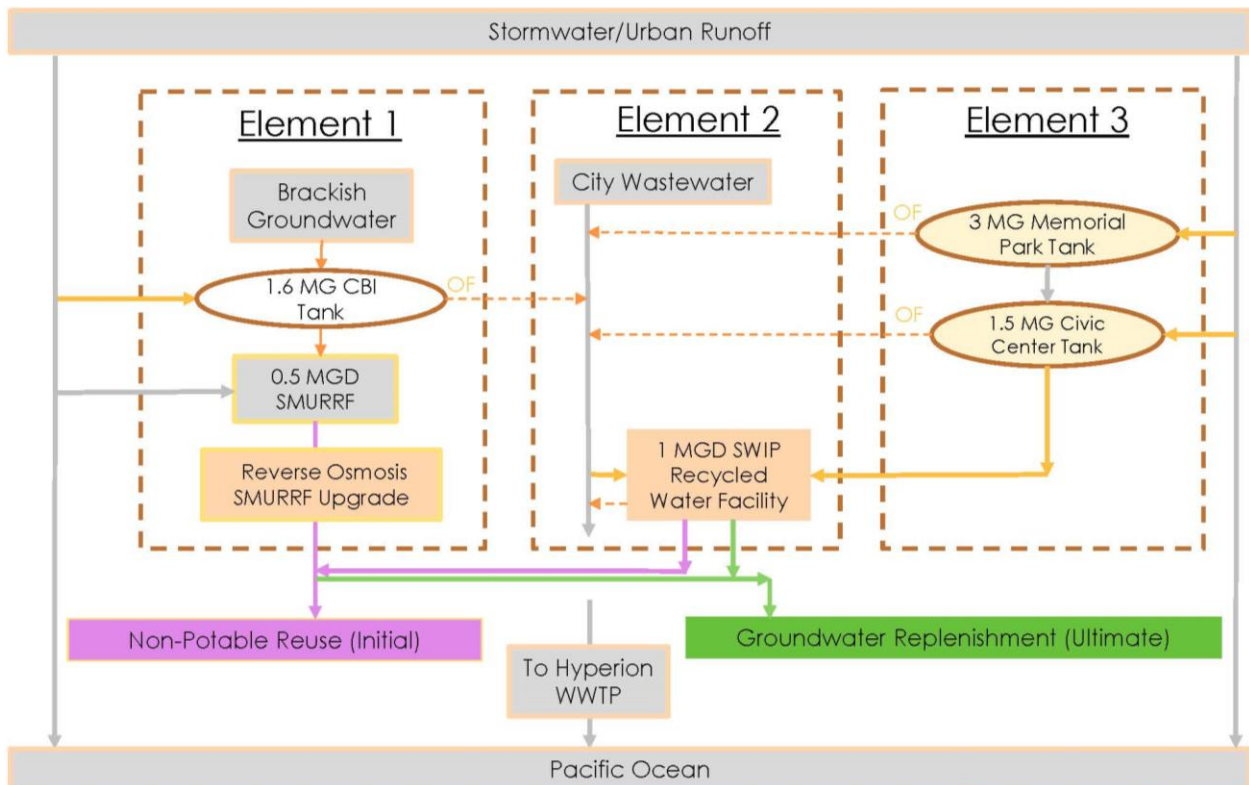 Stormwater/Urban Runoff
Element 1
Element 2
Element 3
Brackish
Groundwater
City Wastewater
OF
3 MG Memorial
Park Tank
1.6 MG CBI
Tank
OF
OF
1.5 MG Civic
Center Tank
0.5 MGD
SMURRF
Reverse Osmosis
SMURRF Upgrade
1 MGD SWIP
Recycled
Water Facility
Non-Potable Reuse (Initial)
Groundwater Replenishment (Ultimate)
To Hyperion
WWTP
Pacific Ocean